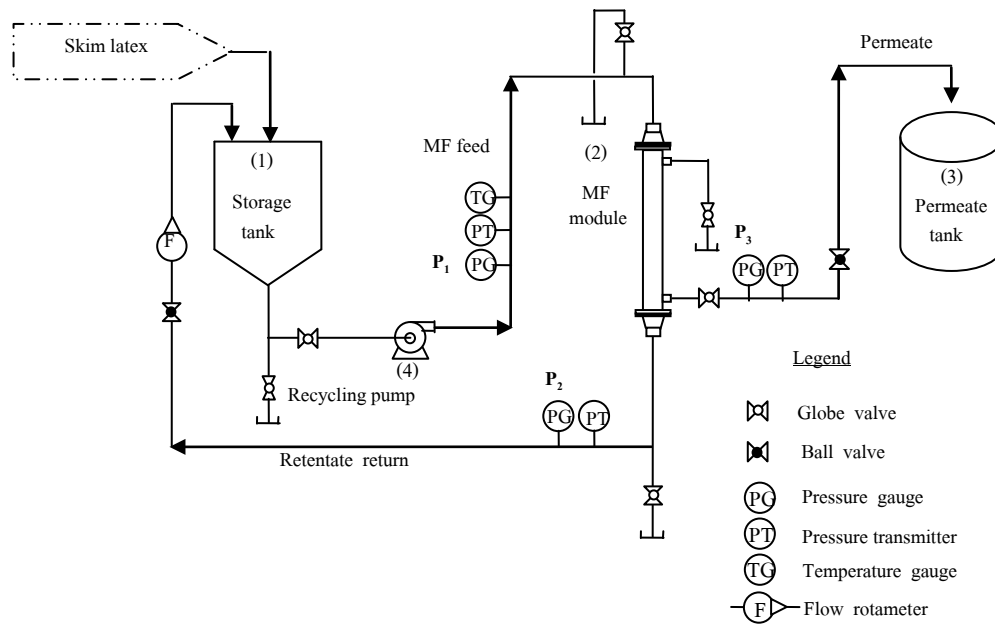 Skim latex
Permeate
(1)
Storage
tank
MF feed
(2)
MF
module
(3)
Permeate
tank
F
TG
PT
PG
P1
P3
PG
PT
(4)
Recycling pump
P2
PG
PT
Retentate return
Legend
Globe valve
Ball valve
PG
Pressure gauge
PT
Pressure transmitter
TG
Temperature gauge
F
Flow rotameter